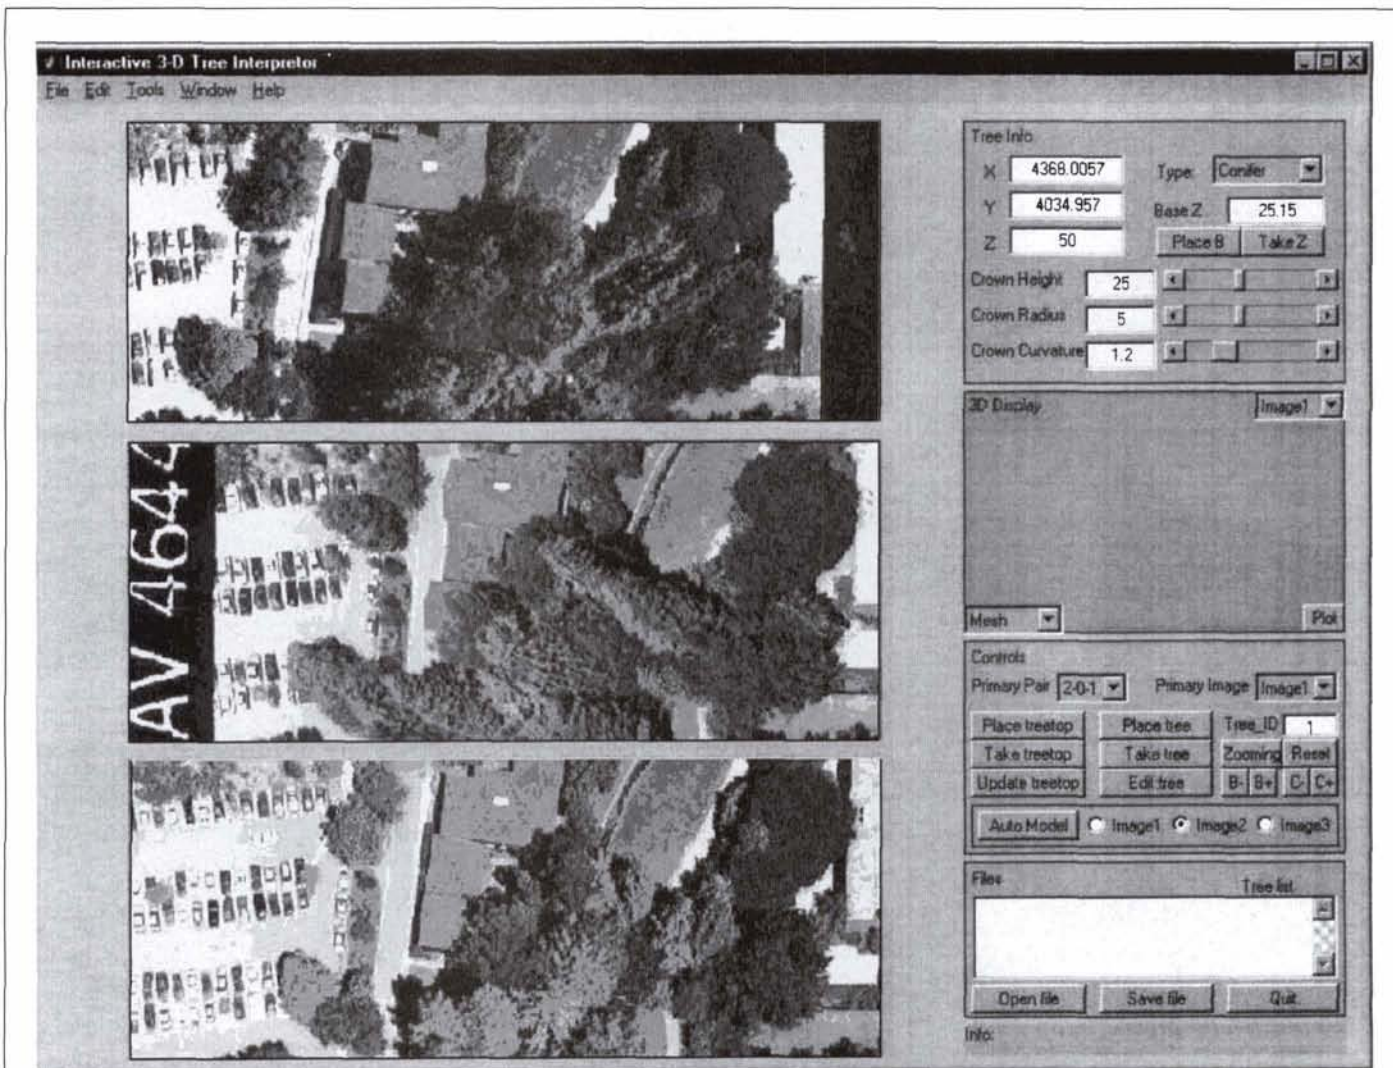 Interactive 3-D Tree Interpretor
File Edit Tools Window Help
AV 4644
Tree Info
X 4368.0057 Type: Conifer
Y 4034.957 Base Z 25.15
Z 50 Place B Take Z
Crown Height 25
Crown Radius 5
Crown Curvature 1.2
3D Display Image1
Mesh Plot
Controls
Primary Pair 2-0-1 Primary Image Image1
Place treetop Place tree Tree_ID 1
Take treetop Take tree Zooming Reset
Update treetop Edit tree B- B+ C- C+
Auto Model Image1 Image2 Image3
Files Tree list
Open file Save file Quit
Info: